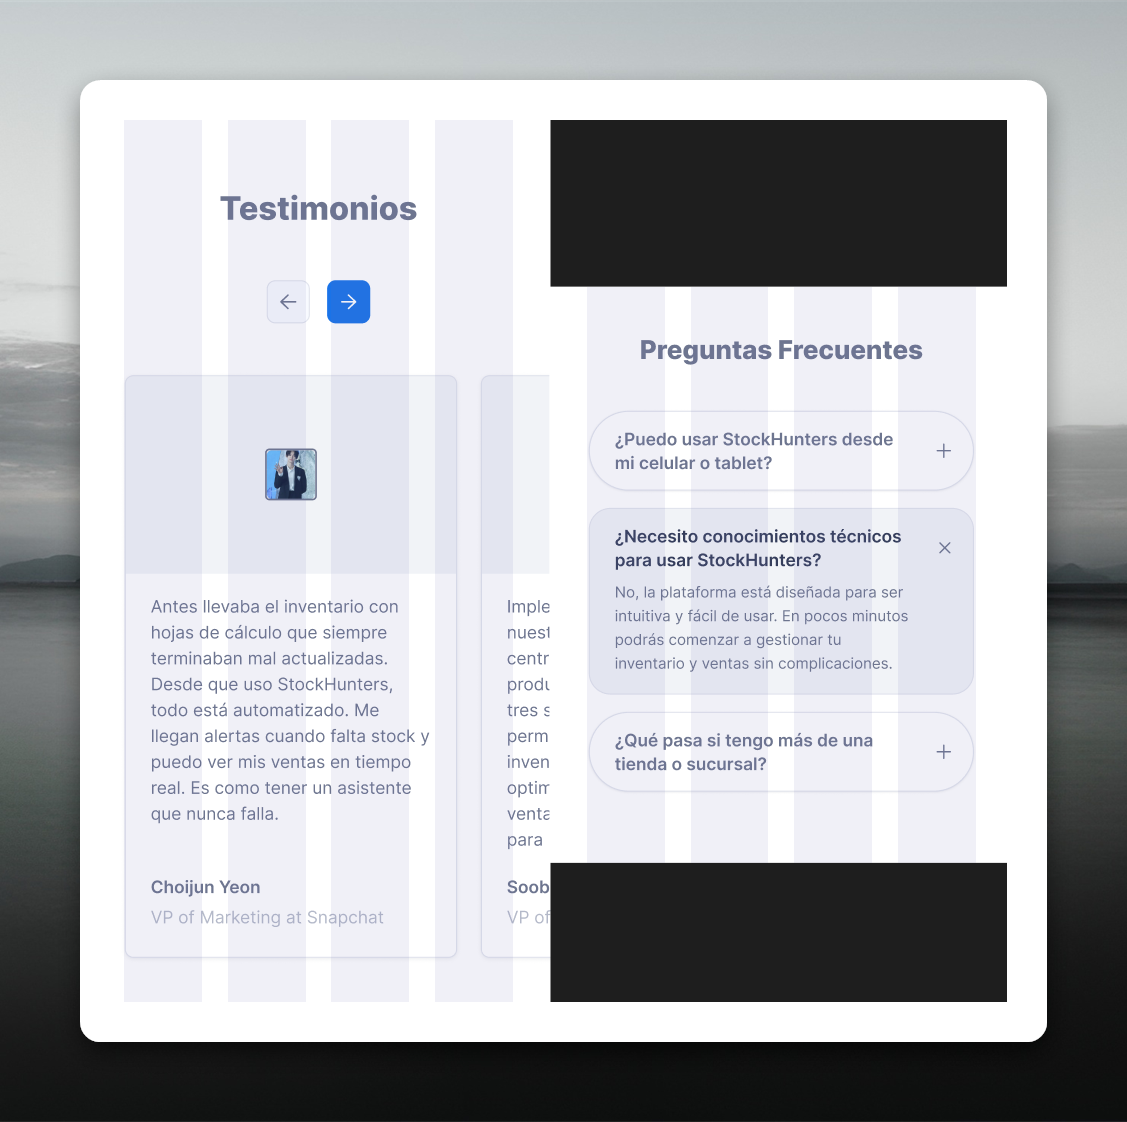 Testimonios
Antes llevaba el inventario con
hojas de cálculo que siempre
terminaban mal actualizadas.
Desde que uso StockHunters,
todo está automatizado. Me
llegan alertas cuando falta stock y
puedo ver mis ventas en tiempo
real. Es como tener un asistente
que nunca falla.
Choijun Yeon
VP of Marketing at Snapchat
Imple
nuest
centr
produ
tres s
perm
inven
optim
venta
para
Soob
VP of
Preguntas Frecuentes
¿Puedo usar StockHunters desde
mi celular o tablet?
¿Necesito conocimientos técnicos
para usar StockHunters?
No, la plataforma está diseñada para ser
intuitiva y fácil de usar. En pocos minutos
podrás comenzar a gestionar tu
inventario y ventas sin complicaciones.
¿Qué pasa si tengo más de una
tienda o sucursal?